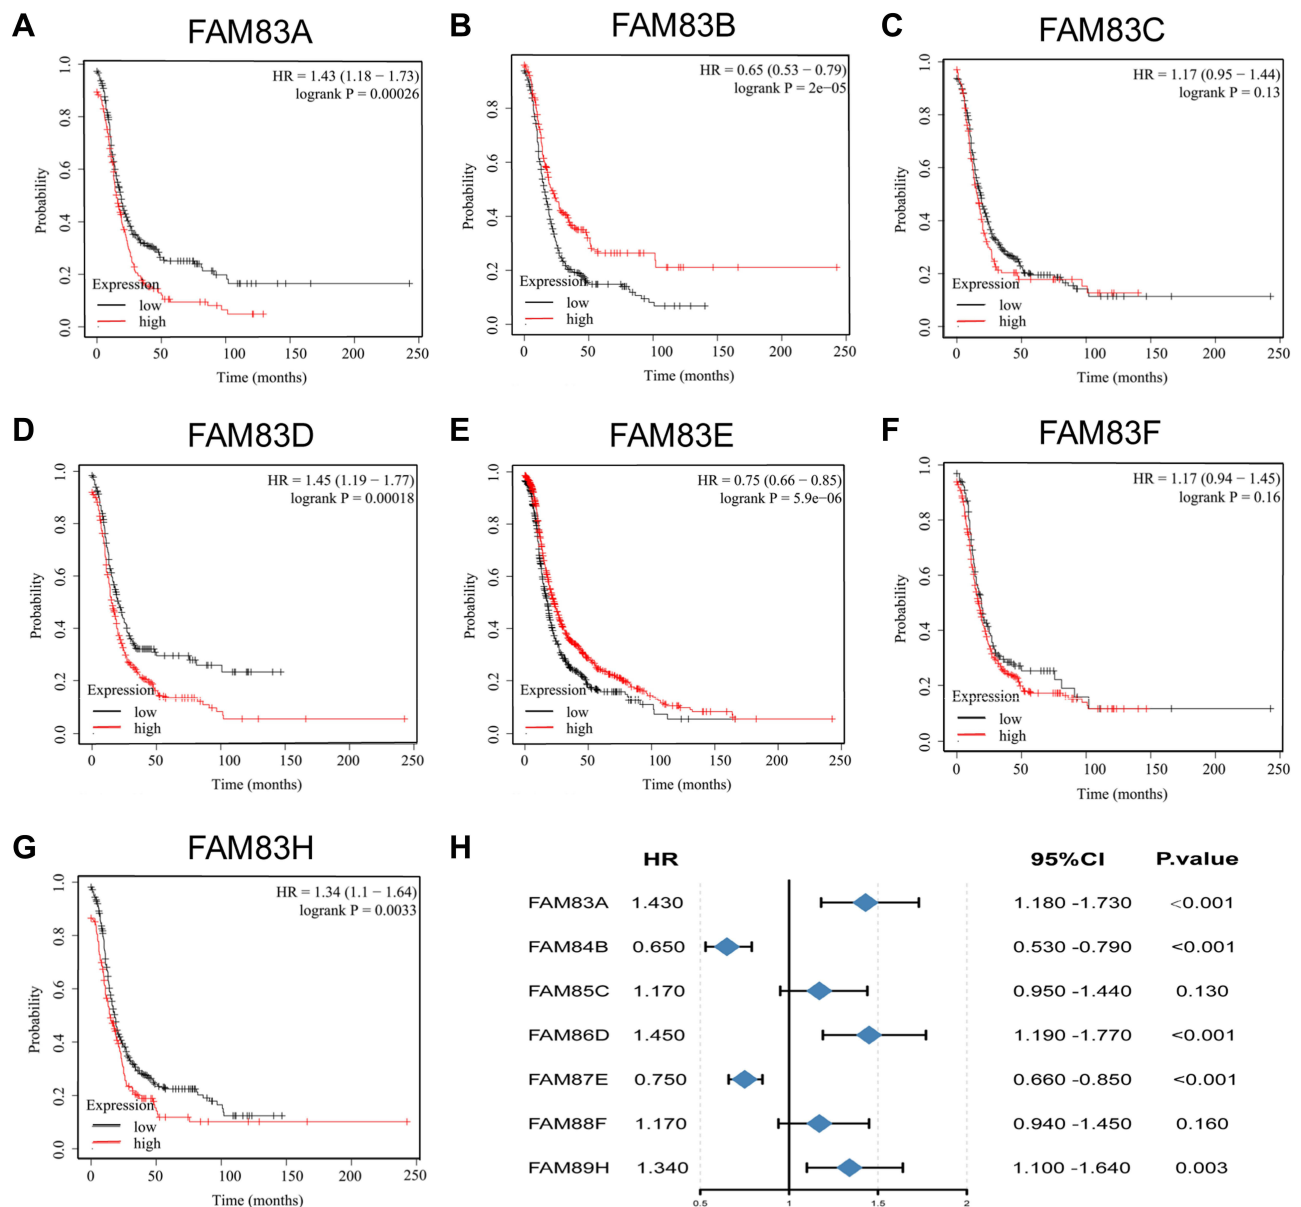 A
FAM83A
HR = 1.43 (1.18 − 1.73)
logrank P = 0.00026
Probability
0.0 0.2 0.4 0.6 0.8 1.0
Expression
low
high
0 50 100 150 200 250
Time (months)
B
FAM83B
HR = 0.65 (0.53 − 0.79)
logrank P = 2e−05
Probability
0.0 0.2 0.4 0.6 0.8
Expression
low
high
0 50 100 150 200 250
Time (months)
C
FAM83C
HR = 1.17 (0.95 − 1.44)
logrank P = 0.13
Probability
0.0 0.2 0.4 0.6 0.8 1.0
Expression
low
high
0 50 100 150 200 250
Time (months)
D
FAM83D
HR = 1.45 (1.19 − 1.77)
logrank P = 0.00018
Probability
0.0 0.2 0.4 0.6 0.8 1.0
Expression
low
high
0 50 100 150 200 250
Time (months)
E
FAM83E
HR = 0.75 (0.66 − 0.85)
logrank P = 5.9e−06
Probability
0.0 0.2 0.4 0.6 0.8 1.0
Expression
low
high
0 50 100 150 200 250
Time (months)
F
FAM83F
HR = 1.17 (0.94 − 1.45)
logrank P = 0.16
Probability
0.0 0.2 0.4 0.6 0.8 1.0
Expression
low
high
0 50 100 150 200 250
Time (months)
G
FAM83H
HR = 1.34 (1.1 − 1.64)
logrank P = 0.0033
Probability
0.0 0.2 0.4 0.6 0.8 1.0
Expression
low
high
0 50 100 150 200 250
Time (months)
H
HR 95%CI P.value
FAM83A 1.430 1.180 -1.730 <0.001
FAM84B 0.650 0.530 -0.790 <0.001
FAM85C 1.170 0.950 -1.440 0.130
FAM86D 1.450 1.190 -1.770 <0.001
FAM87E 0.750 0.660 -0.850 <0.001
FAM88F 1.170 0.940 -1.450 0.160
FAM89H 1.340 1.100 -1.640 0.003
0.5 1 1.5 2